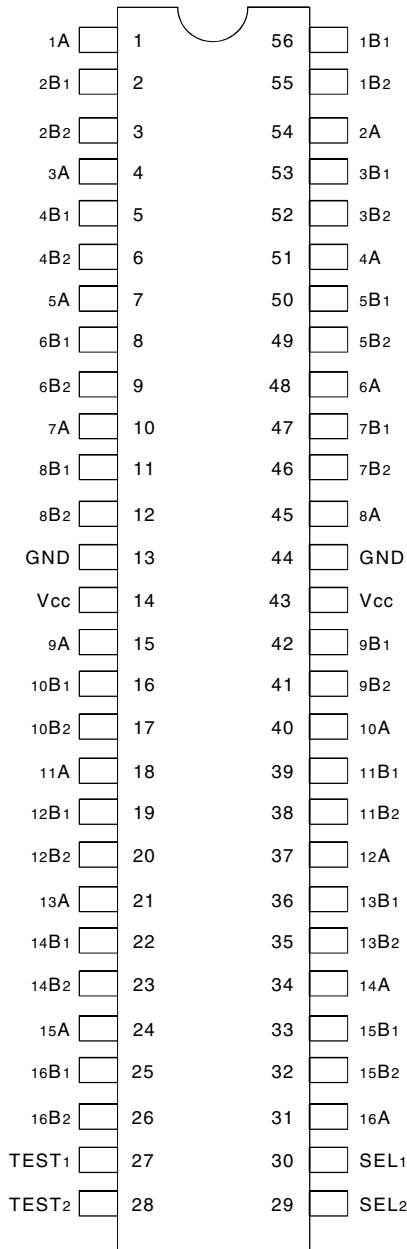 1A 1 56 1B1
2B1 2 55 1B2
2B2 3 54 2A
3A 4 53 3B1
4B1 5 52 3B2
4B2 6 51 4A
5A 7 50 5B1
6B1 8 49 5B2
6B2 9 48 6A
7A 10 47 7B1
8B1 11 46 7B2
8B2 12 45 8A
GND 13 44 GND
Vcc 14 43 Vcc
9A 15 42 9B1
10B1 16 41 9B2
10B2 17 40 10A
11A 18 39 11B1
12B1 19 38 11B2
12B2 20 37 12A
13A 21 36 13B1
14B1 22 35 13B2
14B2 23 34 14A
15A 24 33 15B1
16B1 25 32 15B2
16B2 26 31 16A
TEST1 27 30 SEL1
TEST2 28 29 SEL2